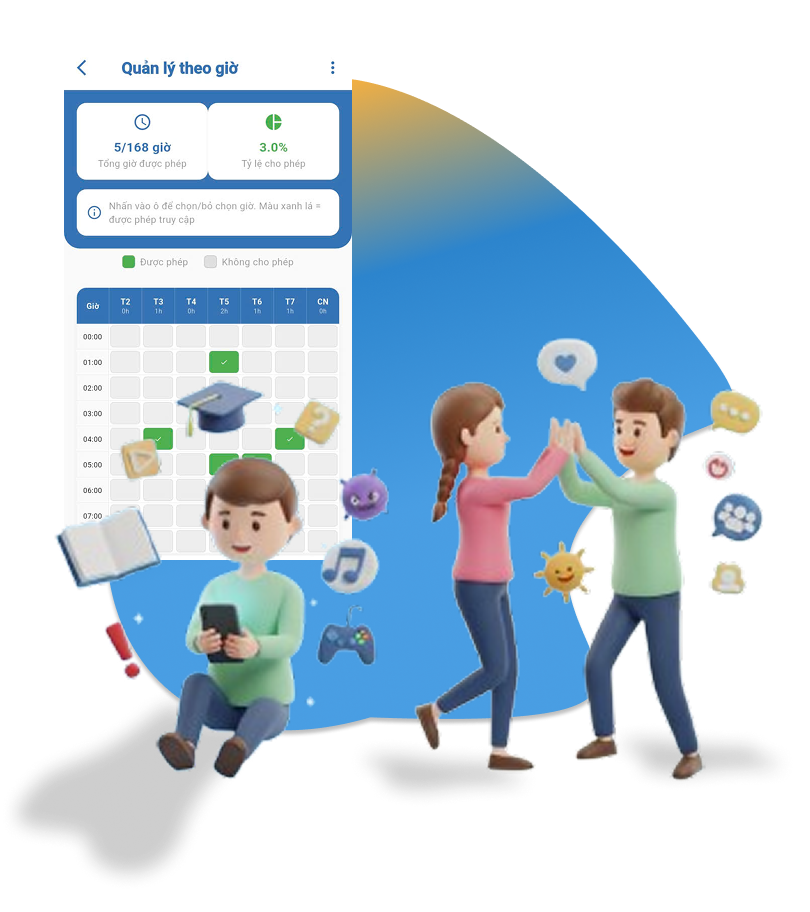 Quản lý theo giờ
5/168 giờ
Tổng giờ được phép
3.0%
Tỷ lệ cho phép
Nhấn vào ô để chọn/bỏ chọn giờ. Màu xanh lá =
được phép truy cập
Được phép
Không cho phép
Giờ T2 T3 T4 T5 T6 T7 CN
0h 1h 0h 2h 1h 1h 0h
00:00
01:00
02:00
03:00
04:00
05:00
06:00
07:00